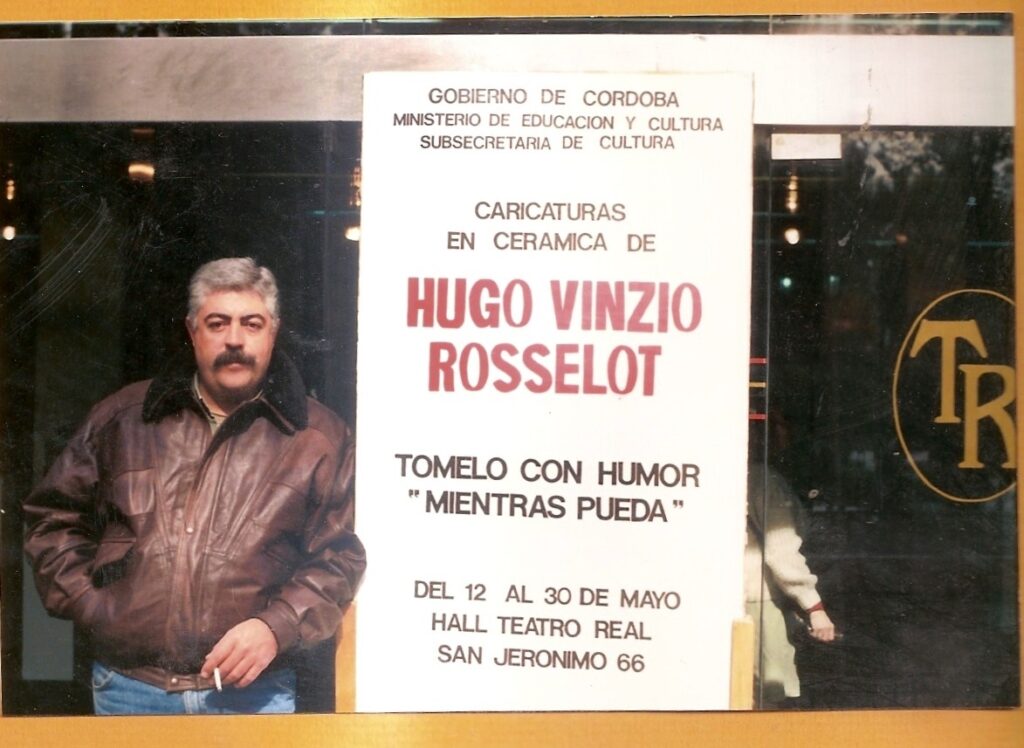 GOBIERNO DE CORDOBA
MINISTERIO DE EDUCACION Y CULTURA
SUBSECRETARIA DE CULTURA
CARICATURAS
EN CERAMICA DE
HUGO VINZIO
ROSSELOT
TOMELO CON HUMOR
"MIENTRAS PUEDA"
DEL 12 AL 30 DE MAYO
HALL TEATRO REAL
SAN JERONIMO 66
TR